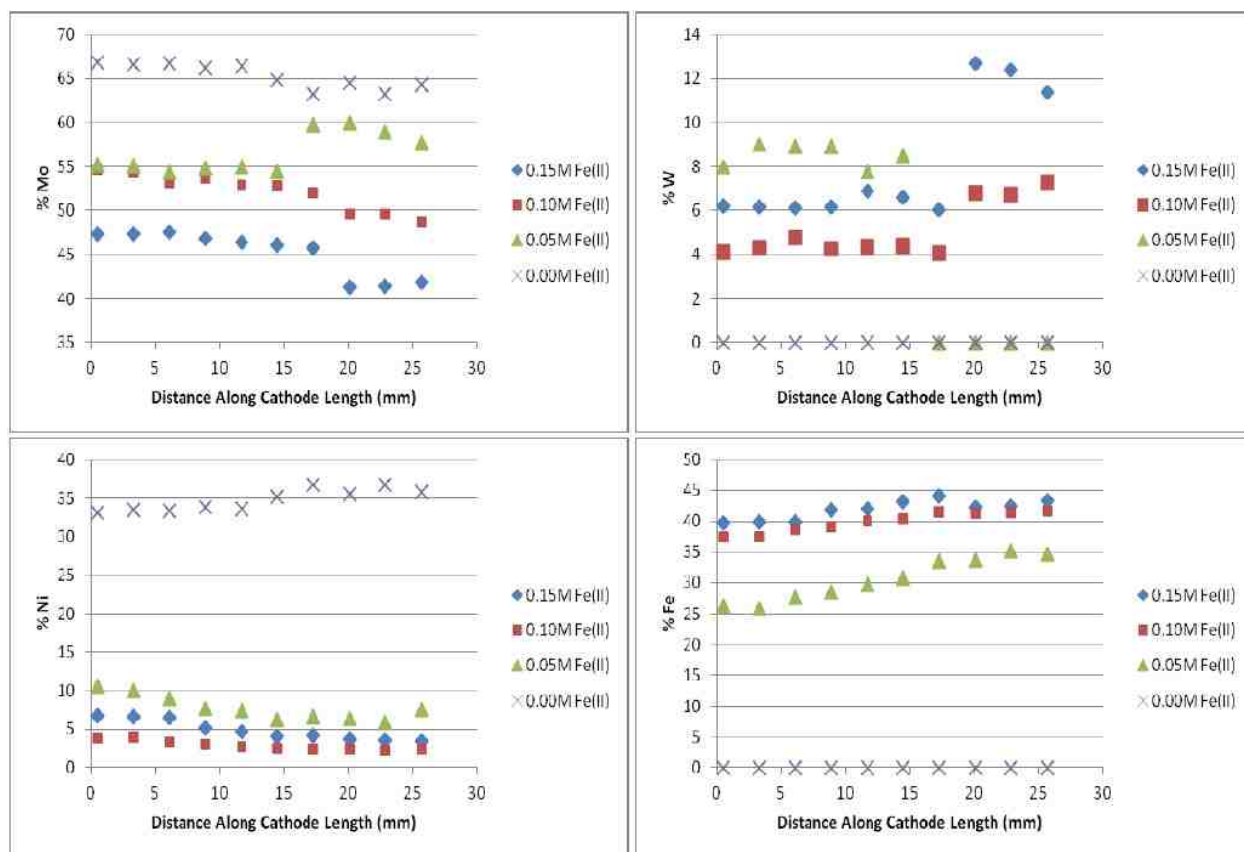 % Mo
70
65
60
55
50
45
40
35
0 5 10 15 20 25 30
Distance Along Cathode Length (mm)
0.15M Fe(II)
0.10M Fe(II)
0.05M Fe(II)
0.00M Fe(II)
% W
14
12
10
8
6
4
2
0
0 5 10 15 20 25 30
Distance Along Cathode Length (mm)
0.15M Fe(II)
0.10M Fe(II)
0.05M Fe(II)
0.00M Fe(II)
% Ni
40
35
30
25
20
15
10
5
0
0 5 10 15 20 25 30
Distance Along Cathode Length (mm)
0.15M Fe(II)
0.10M Fe(II)
0.05M Fe(II)
0.00M Fe(II)
% Fe
50
45
40
35
30
25
20
15
10
5
0
0 5 10 15 20 25 30
Distance Along Cathode Length (mm)
0.15M Fe(II)
0.10M Fe(II)
0.05M Fe(II)
0.00M Fe(II)